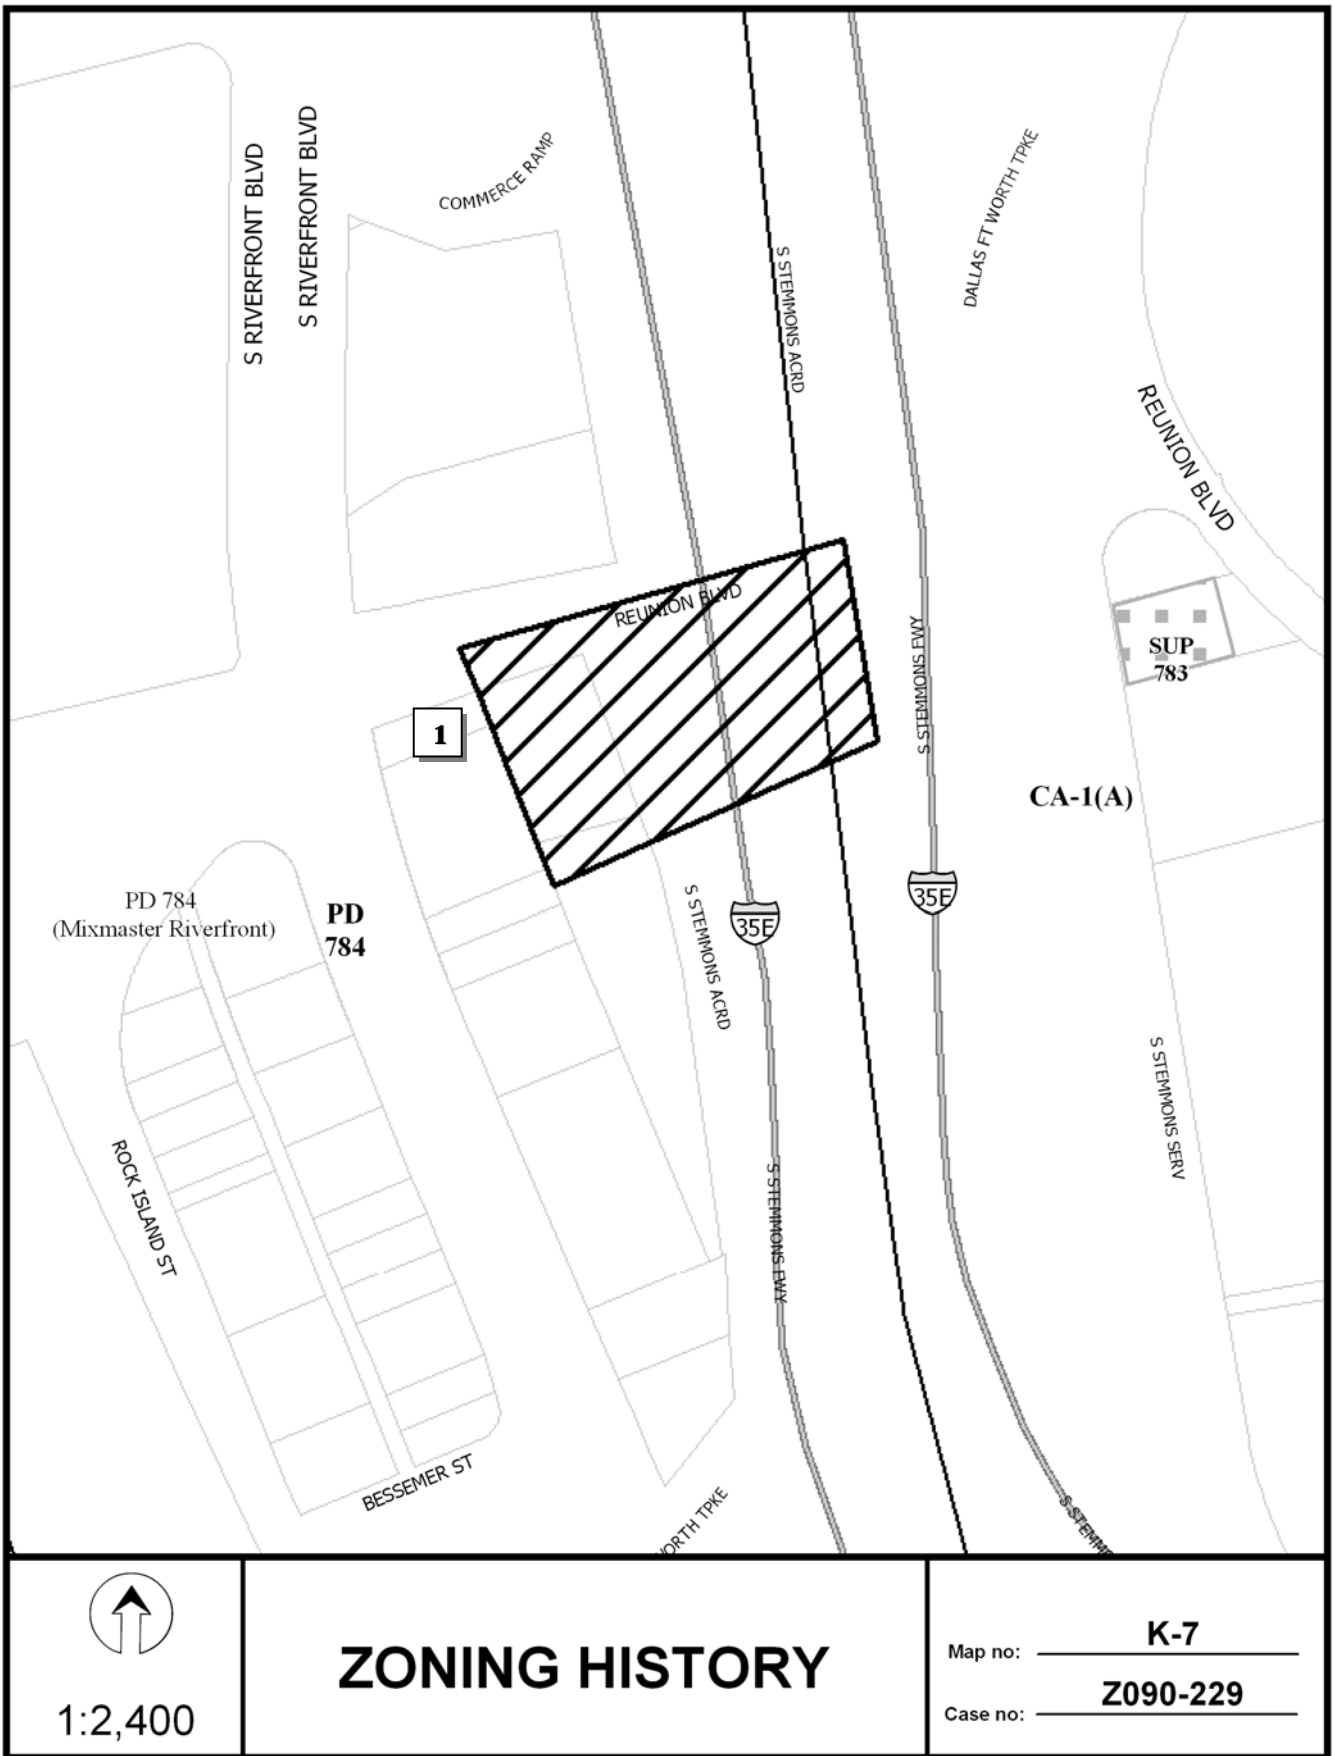 S RIVERFRONT BLVD
S RIVERFRONT BLVD
COMMERCE RAMP
S STEMMONS ACRD
DALLAS FT WORTH TPKE
REUNION BLVD
REUNION BLVD
SUP
783
S STEMMONS FWY
1
CA-1(A)
PD 784
(Mixmaster Riverfront)
PD
784
35E
35E
S STEMMONS ACRD
S STEMMONS SERV
ROCK ISLAND ST
S STEMMONS FWY
BESSEMER ST
WORTH TPKE
S STEMMO
1:2,400
ZONING HISTORY
Map no: K-7
Case no: Z090-229